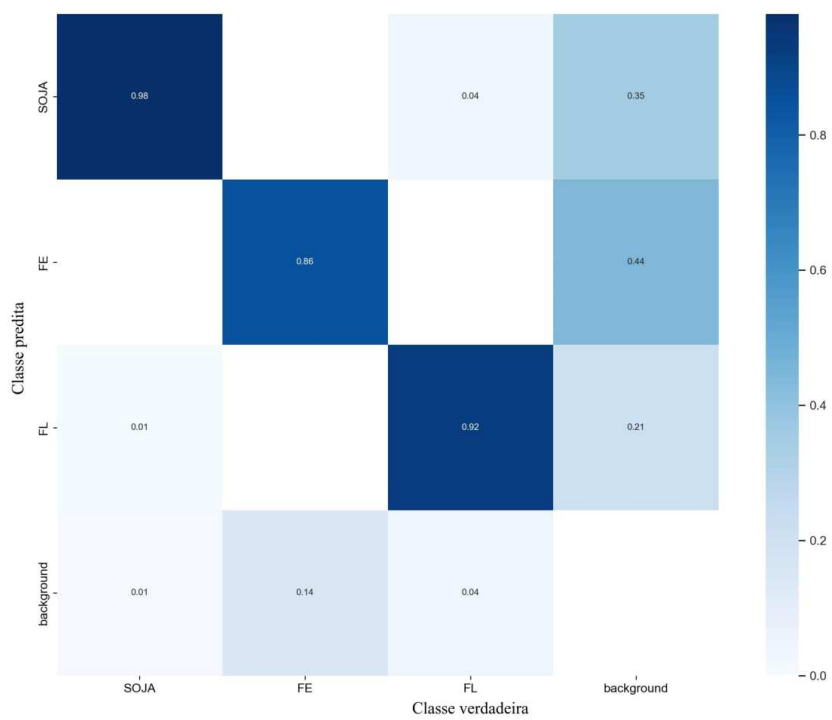 SOJA 0.98 0.04 0.35
0.8
FE 0.86 0.44
0.6
Classe predita
0.4
FL 0.01 0.92 0.21
0.2
background 0.01 0.14 0.04
0.0
SOJA FE FL background
Classe verdadeira